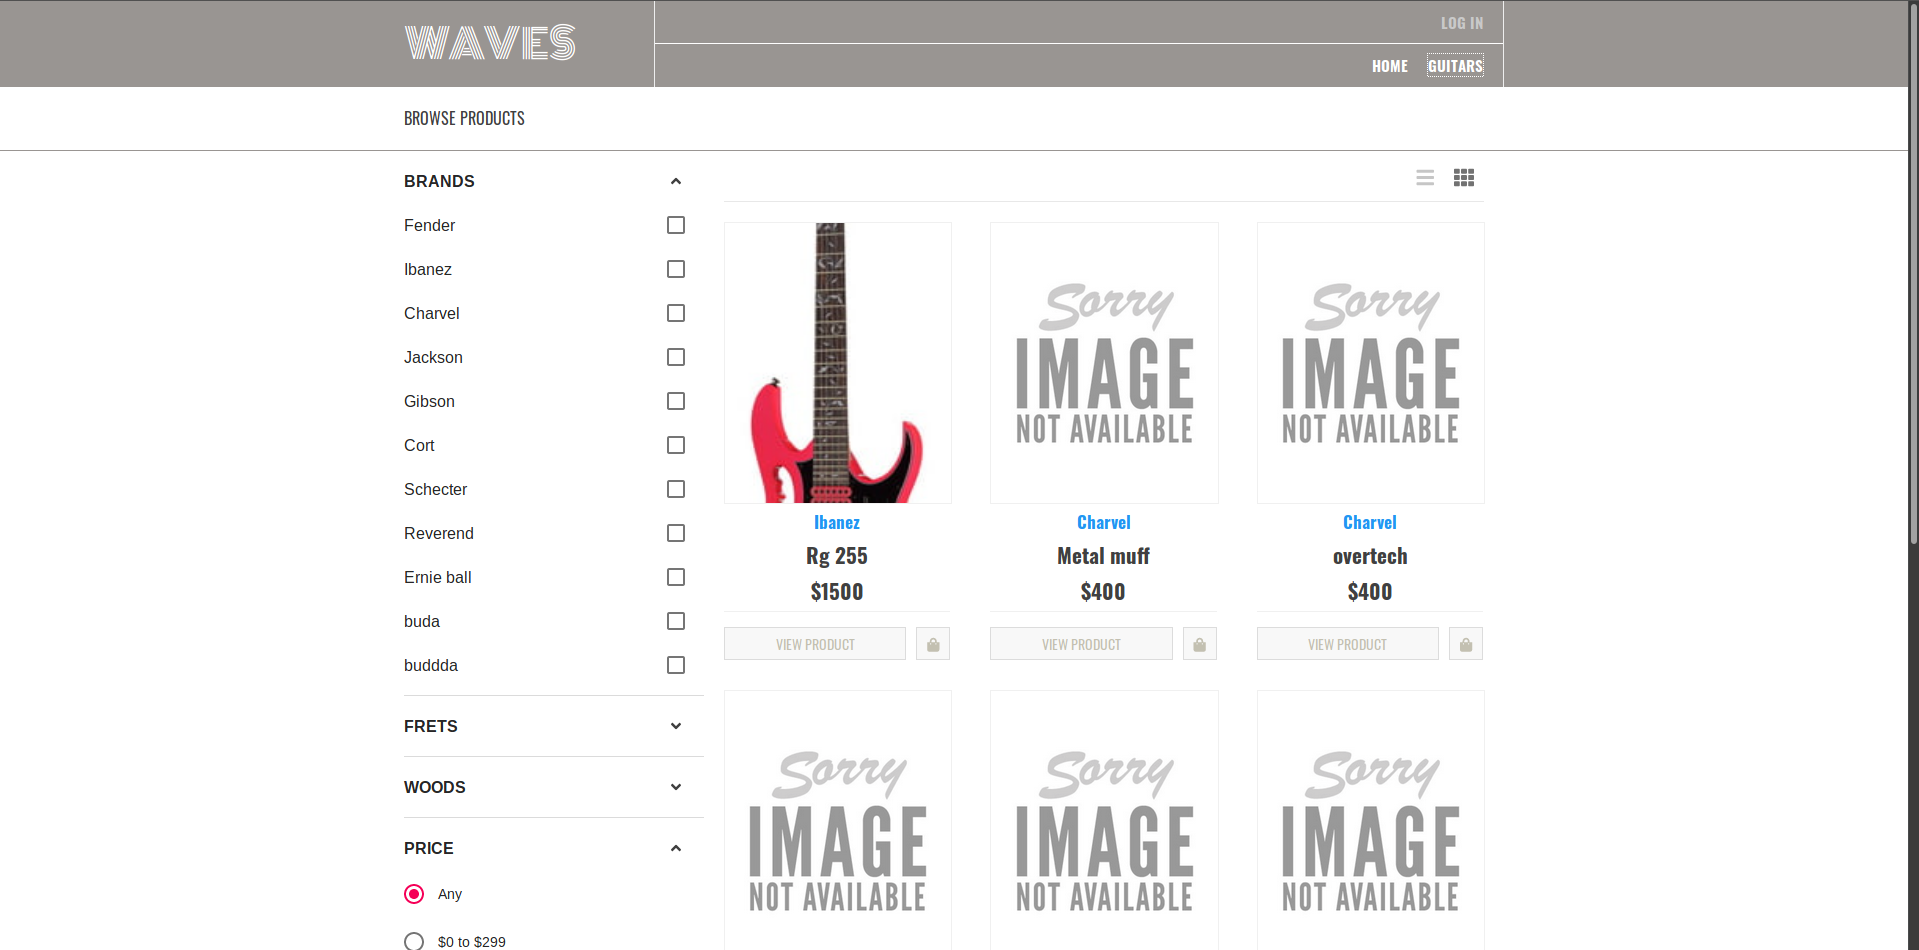 WAVES
LOG IN
HOME GUITARS
BROWSE PRODUCTS
BRANDS
Fender
Ibanez
Charvel
Jackson
Gibson
Cort
Schecter
Reverend
Ernie ball
buda
buddda
FRETS
WOODS
PRICE
Any
$0 to $299
Ibanez
Rg 255
$1500
VIEW PRODUCT
Sorry
IMAGE
NOT AVAILABLE
Charvel
Metal muff
$400
VIEW PRODUCT
Sorry
IMAGE
NOT AVAILABLE
Charvel
overtech
$400
VIEW PRODUCT
Sorry
IMAGE
NOT AVAILABLE
Sorry
IMAGE
NOT AVAILABLE
Sorry
IMAGE
NOT AVAILABLE